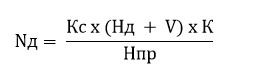 Nд = Кс x (Нд + V) x К
Нпр